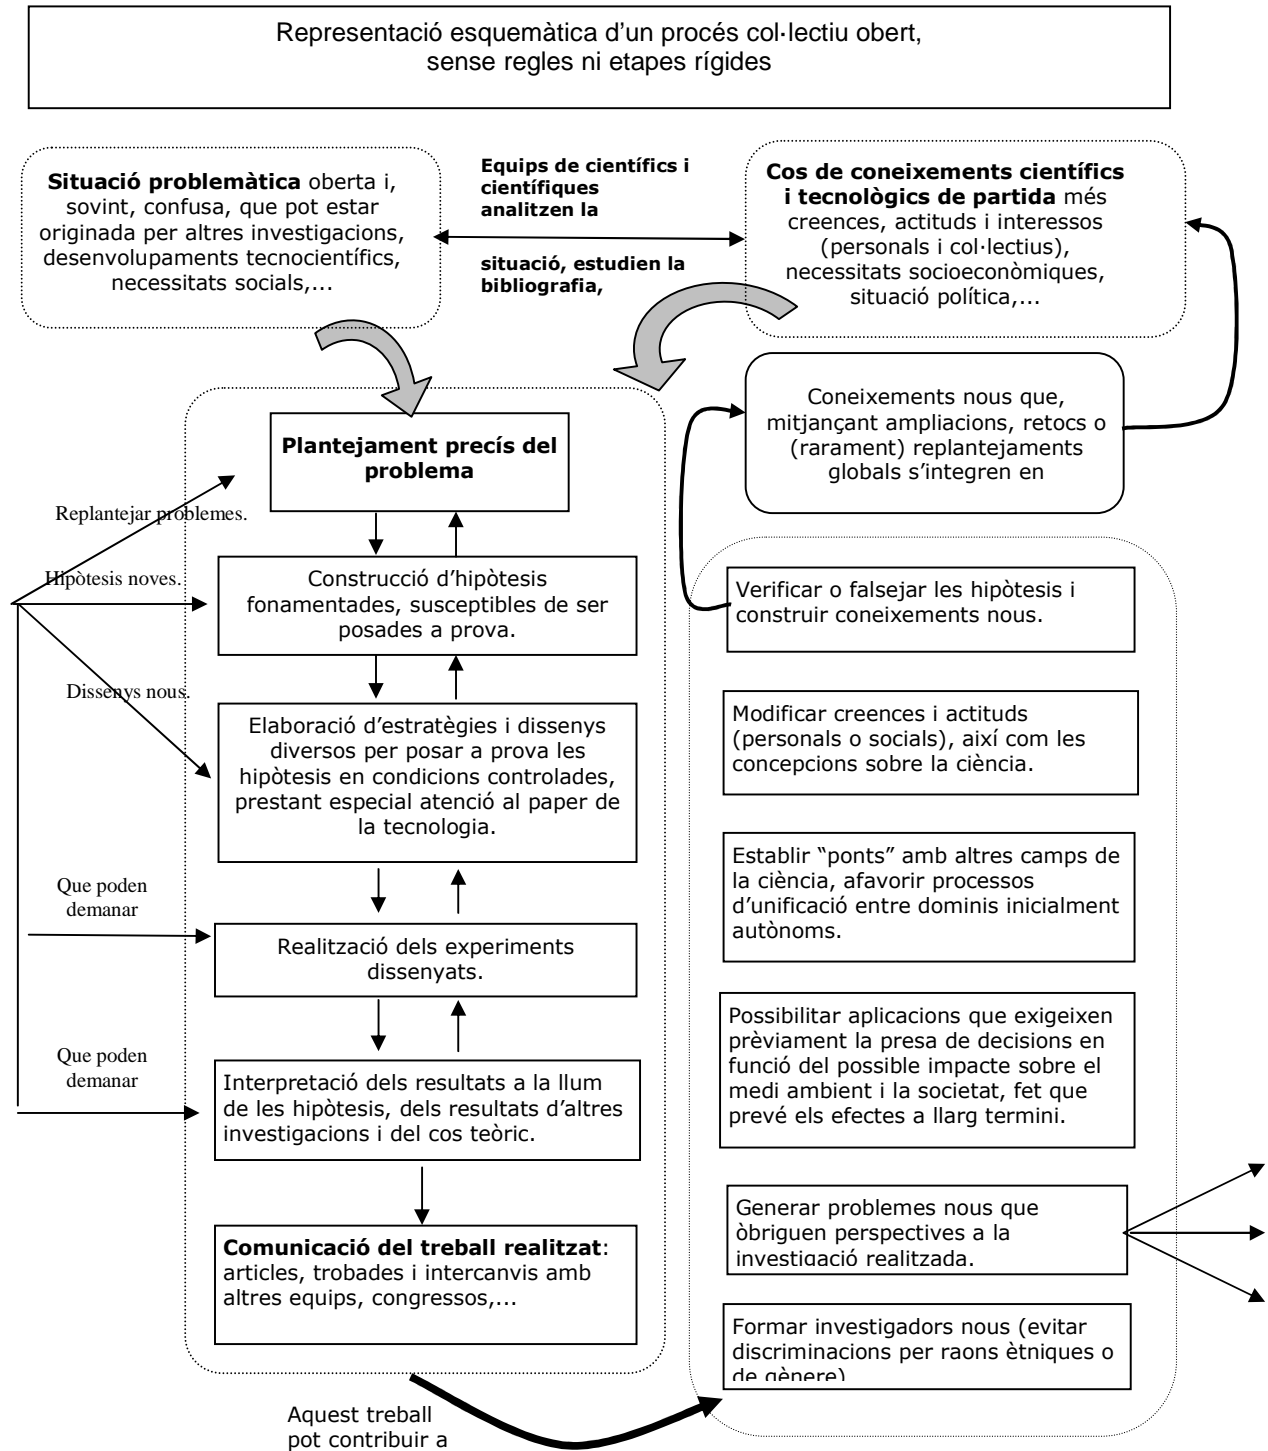 Representació esquemàtica d'un procés col·lectiu obert,
sense regles ni etapes rígides
Situació problemàtica oberta i,
sovint, confusa, que pot estar
originada per altres investigacions,
desenvolupaments tecnocientífics,
necessitats socials,...
Equips de científics i
científiques
analitzen la
situació, estudien la
bibliografia,
Cos de coneixements científics
i tecnològics de partida més
creences, actituds i interessos
(personals i col·lectius),
necessitats socioeconòmiques,
situació política,...
Coneixements nous que,
mitjançant ampliacions, retocs o
(rarament) replantejaments
globals s'integren en
Plantejament precís del
problema
Replantejar problemes.
Hipòtesis noves.
Construcció d'hipòtesis
fonamentades, susceptibles de ser
posades a prova.
Dissenys nous.
Elaboració d'estratègies i dissenys
diversos per posar a prova les
hipòtesis en condicions controlades,
prestant especial atenció al paper de
la tecnologia.
Que poden
demanar
Realització dels experiments
dissenyats.
Que poden
demanar
Interpretació dels resultats a la llum
de les hipòtesis, dels resultats d'altres
investigacions i del cos teòric.
Comunicació del treball realitzat:
articles, trobades i intercanvis amb
altres equips, congressos,...
Aquest treball
pot contribuir a
Verificar o falsejar les hipòtesis i
construir coneixements nous.
Modificar creences i actituds
(personals o socials), així com les
concepcions sobre la ciència.
Establir “ponts” amb altres camps de
la ciència, afavorir processos
d'unificació entre dominis inicialment
autònoms.
Possibilitar aplicacions que exigeixen
prèviament la presa de decisions en
funció del possible impacte sobre el
medi ambient i la societat, fet que
prevé els efectes a llarg termini.
Generar problemes nous que
òbriguen perspectives a la
investigació realitzada.
Formar investigadors nous (evitar
discriminacions per raons ètniques o
de gènere)